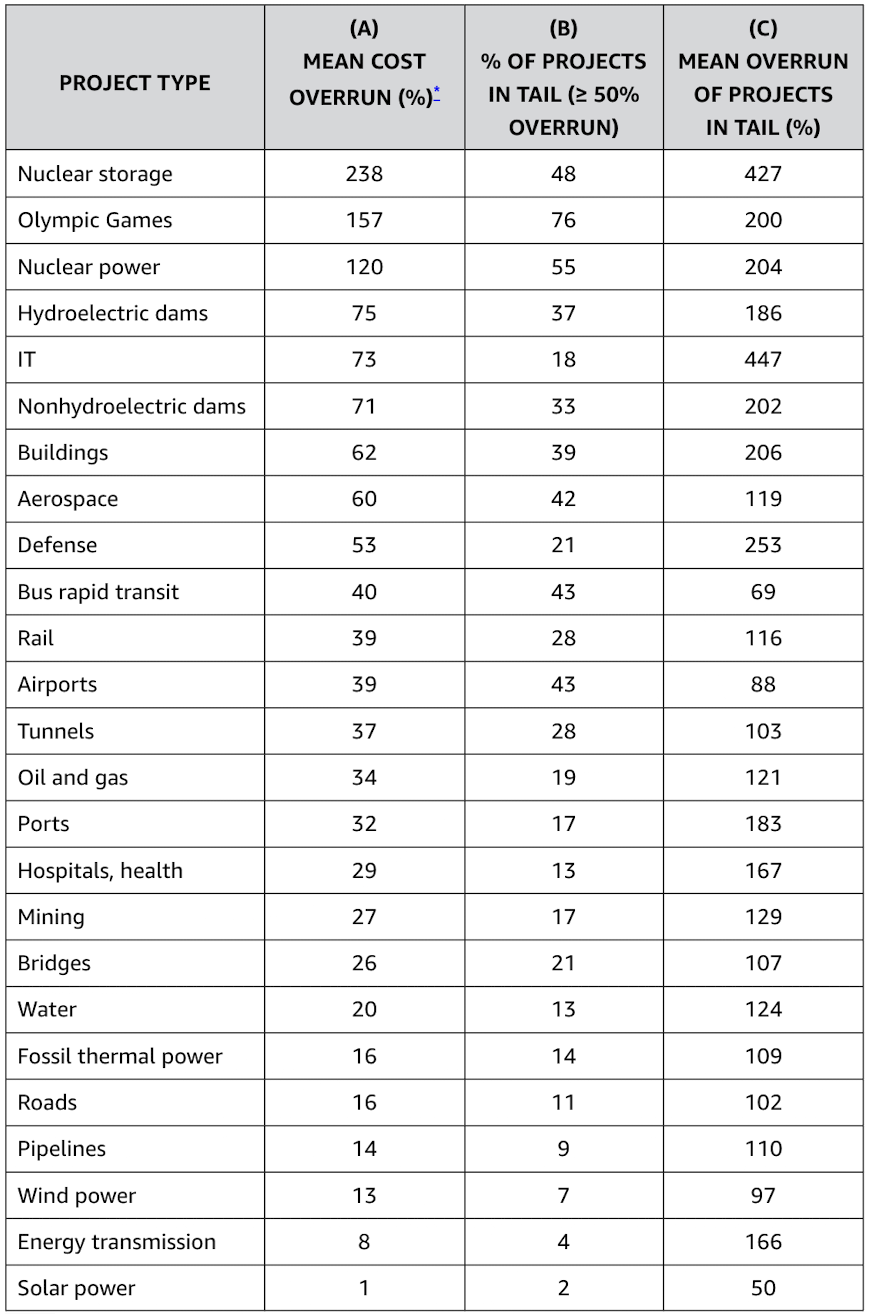 PROJECT TYPE
(A)
MEAN COST
OVERRUN (%)*
(B)
% OF PROJECTS
IN TAIL (≥ 50%
OVERRUN)
(C)
MEAN OVERRUN
OF PROJECTS
IN TAIL (%)
Nuclear storage 238 48 427
Olympic Games 157 76 200
Nuclear power 120 55 204
Hydroelectric dams 75 37 186
IT 73 18 447
Nonhydroelectric dams 71 33 202
Buildings 62 39 206
Aerospace 60 42 119
Defense 53 21 253
Bus rapid transit 40 43 69
Rail 39 28 116
Airports 39 43 88
Tunnels 37 28 103
Oil and gas 34 19 121
Ports 32 17 183
Hospitals, health 29 13 167
Mining 27 17 129
Bridges 26 21 107
Water 20 13 124
Fossil thermal power 16 14 109
Roads 16 11 102
Pipelines 14 9 110
Wind power 13 7 97
Energy transmission 8 4 166
Solar power 1 2 50